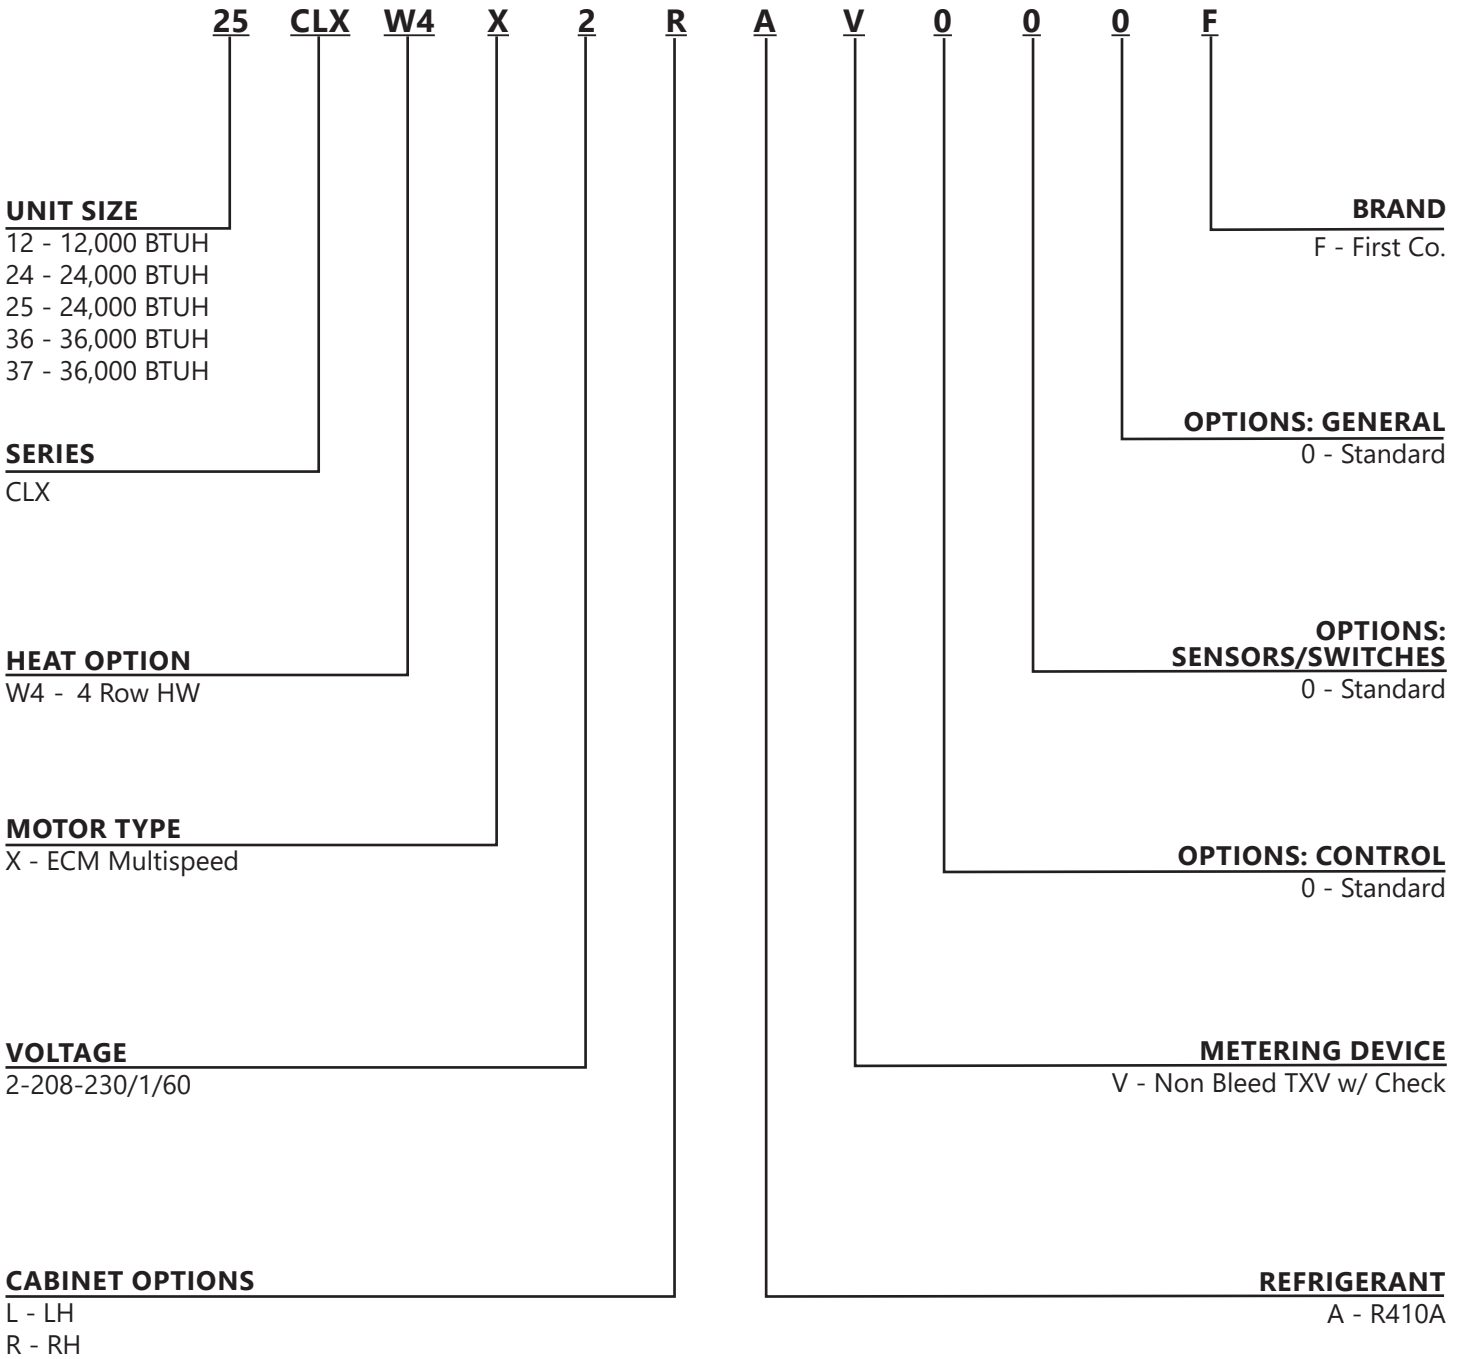 25 CLX W4 X 2 R A V 0 0 0 F
UNIT SIZE
12 - 12,000 BTUH
24 - 24,000 BTUH
25 - 24,000 BTUH
36 - 36,000 BTUH
37 - 36,000 BTUH
SERIES
CLX
HEAT OPTION
W4 - 4 Row HW
MOTOR TYPE
X - ECM Multispeed
VOLTAGE
2-208-230/1/60
CABINET OPTIONS
L - LH
R - RH
BRAND
F - First Co.
OPTIONS: GENERAL
0 - Standard
OPTIONS:
SENSORS/SWITCHES
0 - Standard
OPTIONS: CONTROL
0 - Standard
METERING DEVICE
V - Non Bleed TXV w/ Check
REFRIGERANT
A - R410A